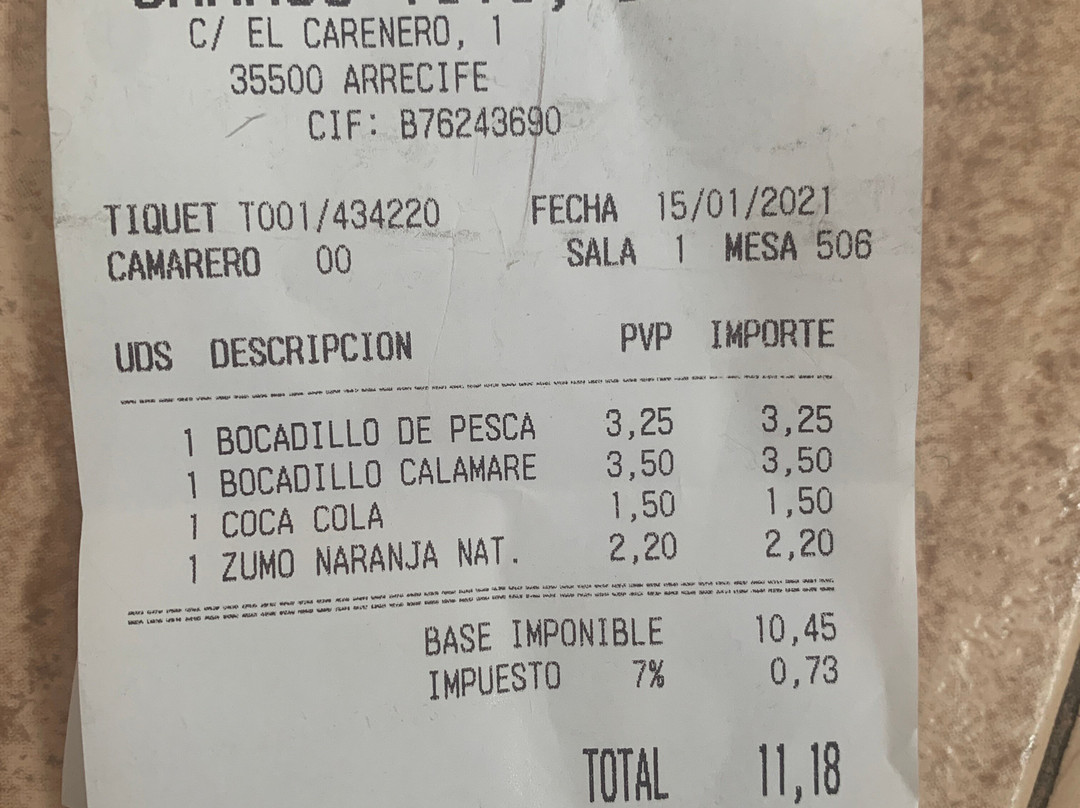 C/ EL CARENERO, 1
35500 ARRECIFE
CIF: B76243690
TIQUET T001/434220 FECHA 15/01/2021
CAMARERO 00 SALA 1 MESA 506
UDS DESCRIPCION PVP IMPORTE
1 BOCADILLO DE PESCA 3,25 3,25
1 BOCADILLO CALAMARE 3,50 3,50
1 COCA COLA 1,50 1,50
1 ZUMO NARANJA NAT. 2,20 2,20
BASE IMPONIBLE 10,45
IMPUESTO 7% 0,73
TOTAL 11,18